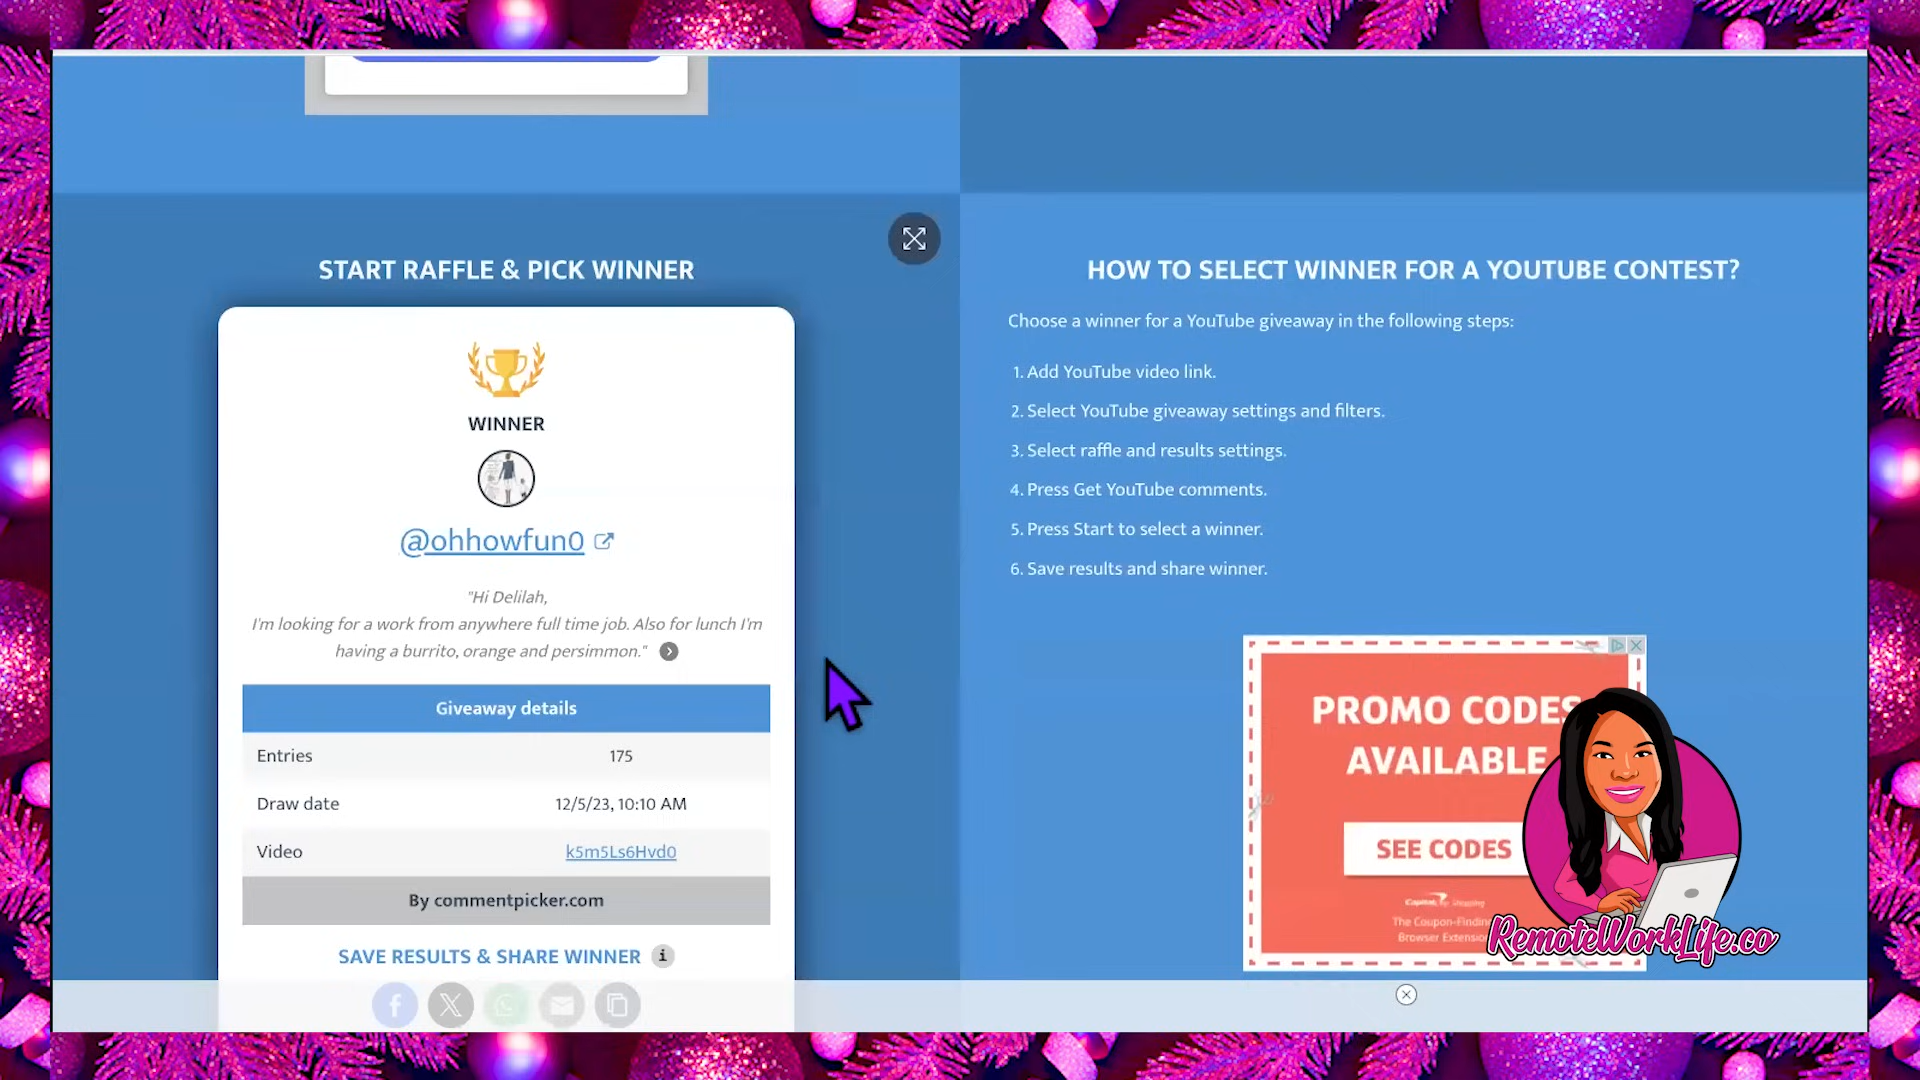 START RAFFLE & PICK WINNER
WINNER
@ohhowfun0
"Hi Delilah,
I'm looking for a work from anywhere full time job. Also for lunch I'm
having a burrito, orange and persimmon."
Giveaway details
Entries 175
Draw date 12/5/23, 10:10 AM
Video k5m5Ls6Hvd0
By commentpicker.com
SAVE RESULTS & SHARE WINNER
HOW TO SELECT WINNER FOR A YOUTUBE CONTEST?
Choose a winner for a YouTube giveaway in the following steps:
1. Add YouTube video link.
2. Select YouTube giveaway settings and filters.
3. Select raffle and results settings.
4. Press Get YouTube comments.
5. Press Start to select a winner.
6. Save results and share winner.
PROMO CODES
AVAILABLE
SEE CODES
The Coupon-Findin
Browser Extensio
RemoteWorkLife.co